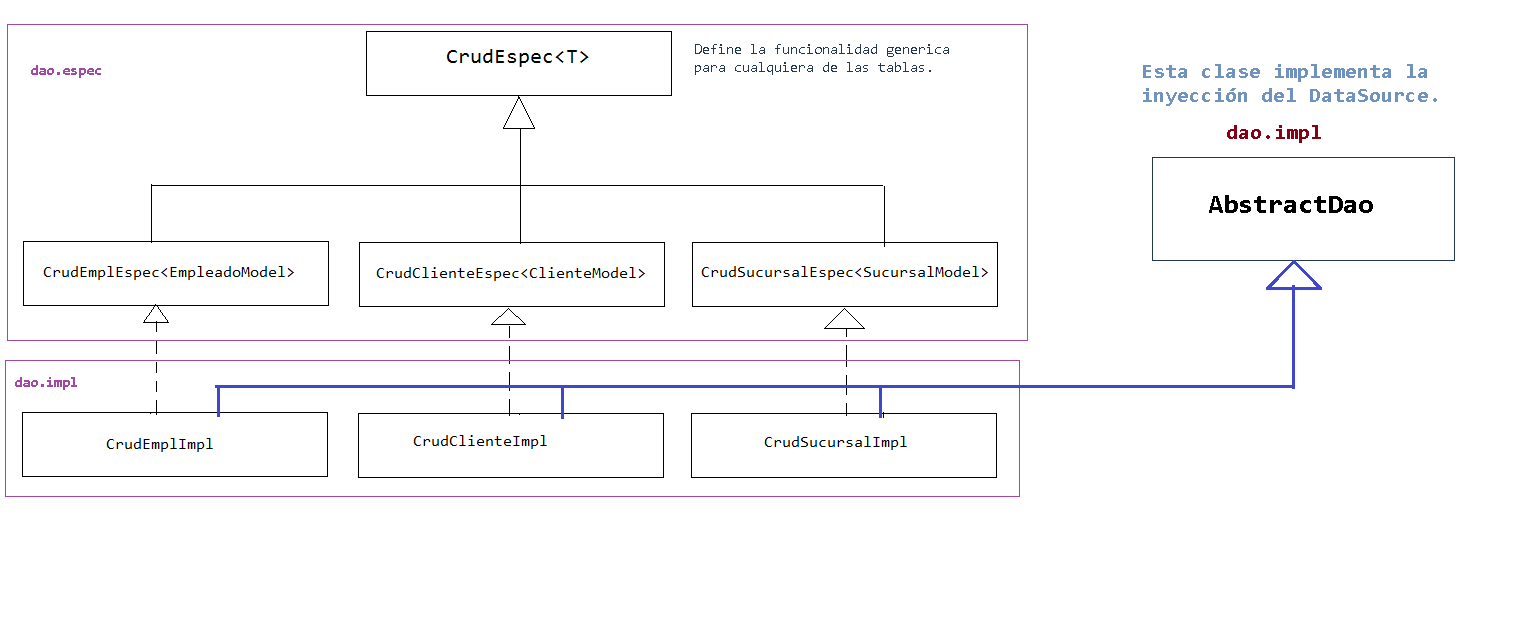 CrudEspec<T>
Define la funcionalidad generica
para cualquiera de las tablas.
dao.espec
Esta clase implementa la
inyección del DataSource.
dao.impl
AbstractDao
CrudEmplEspec<EmpleadoModel>
CrudClienteEspec<ClienteModel>
CrudSucursalEspec<SucursalModel>
dao.impl
CrudEmplImpl
CrudClienteImpl
CrudSucursalImpl